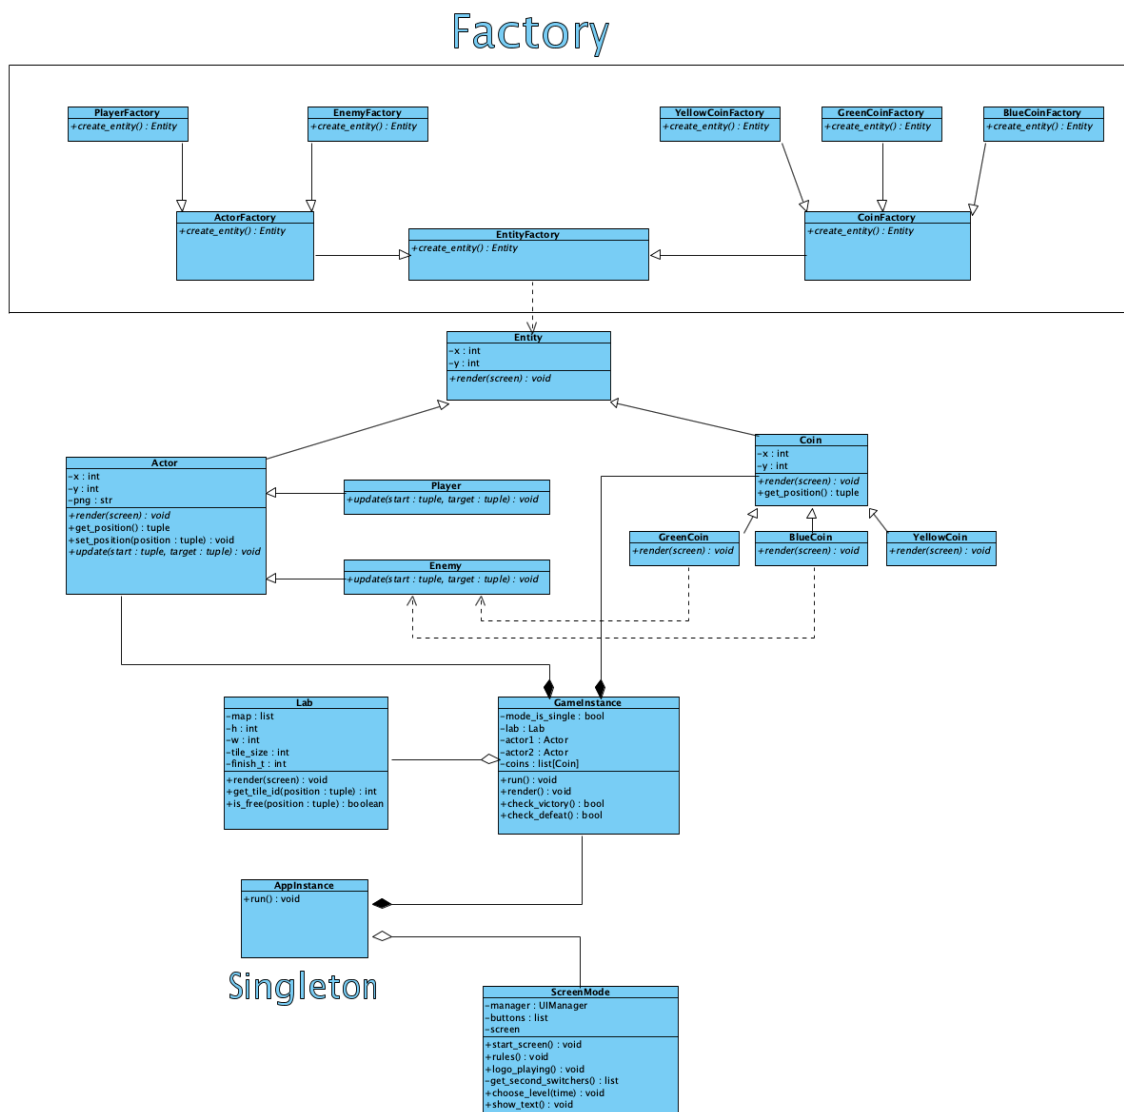 Factory
PlayerFactory
+create_entity() : Entity
EnemyFactory
+create_entity() : Entity
YellowCoinFactory
+create_entity() : Entity
GreenCoinFactory
+create_entity() : Entity
BlueCoinFactory
+create_entity() : Entity
ActorFactory
+create_entity() : Entity
EntityFactory
+create_entity() : Entity
CoinFactory
+create_entity() : Entity
Entity
-x : int
-y : int
+render(screen) : void
Actor
-x : int
-y : int
-png : str
+render(screen) : void
+get_position() : tuple
+set_position(position : tuple) : void
+update(start : tuple, target : tuple) : void
Player
+update(start : tuple, target : tuple) : void
Enemy
+update(start : tuple, target : tuple) : void
Coin
-x : int
-y : int
+render(screen) : void
+get_position() : tuple
GreenCoin
+render(screen) : void
BlueCoin
+render(screen) : void
YellowCoin
+render(screen) : void
Lab
-map : list
-h : int
-w : int
-tile_size : int
-finish_t : int
+render(screen) : void
+get_tile_id(position : tuple) : int
+is_free(position : tuple) : boolean
GameInstance
-mode_is_single : bool
-lab : Lab
-actor1 : Actor
-actor2 : Actor
-coins : list[Coin]
+run() : void
+render() : void
+check_victory() : bool
+check_defeat() : bool
AppInstance
+run() : void
Singleton
ScreenMode
-manager : UIManager
-buttons : list
-screen
+start_screen() : void
+rules() : void
+logo_playing() : void
-get_second_switchers() : list
+choose_level(time) : void
+show_text() : void